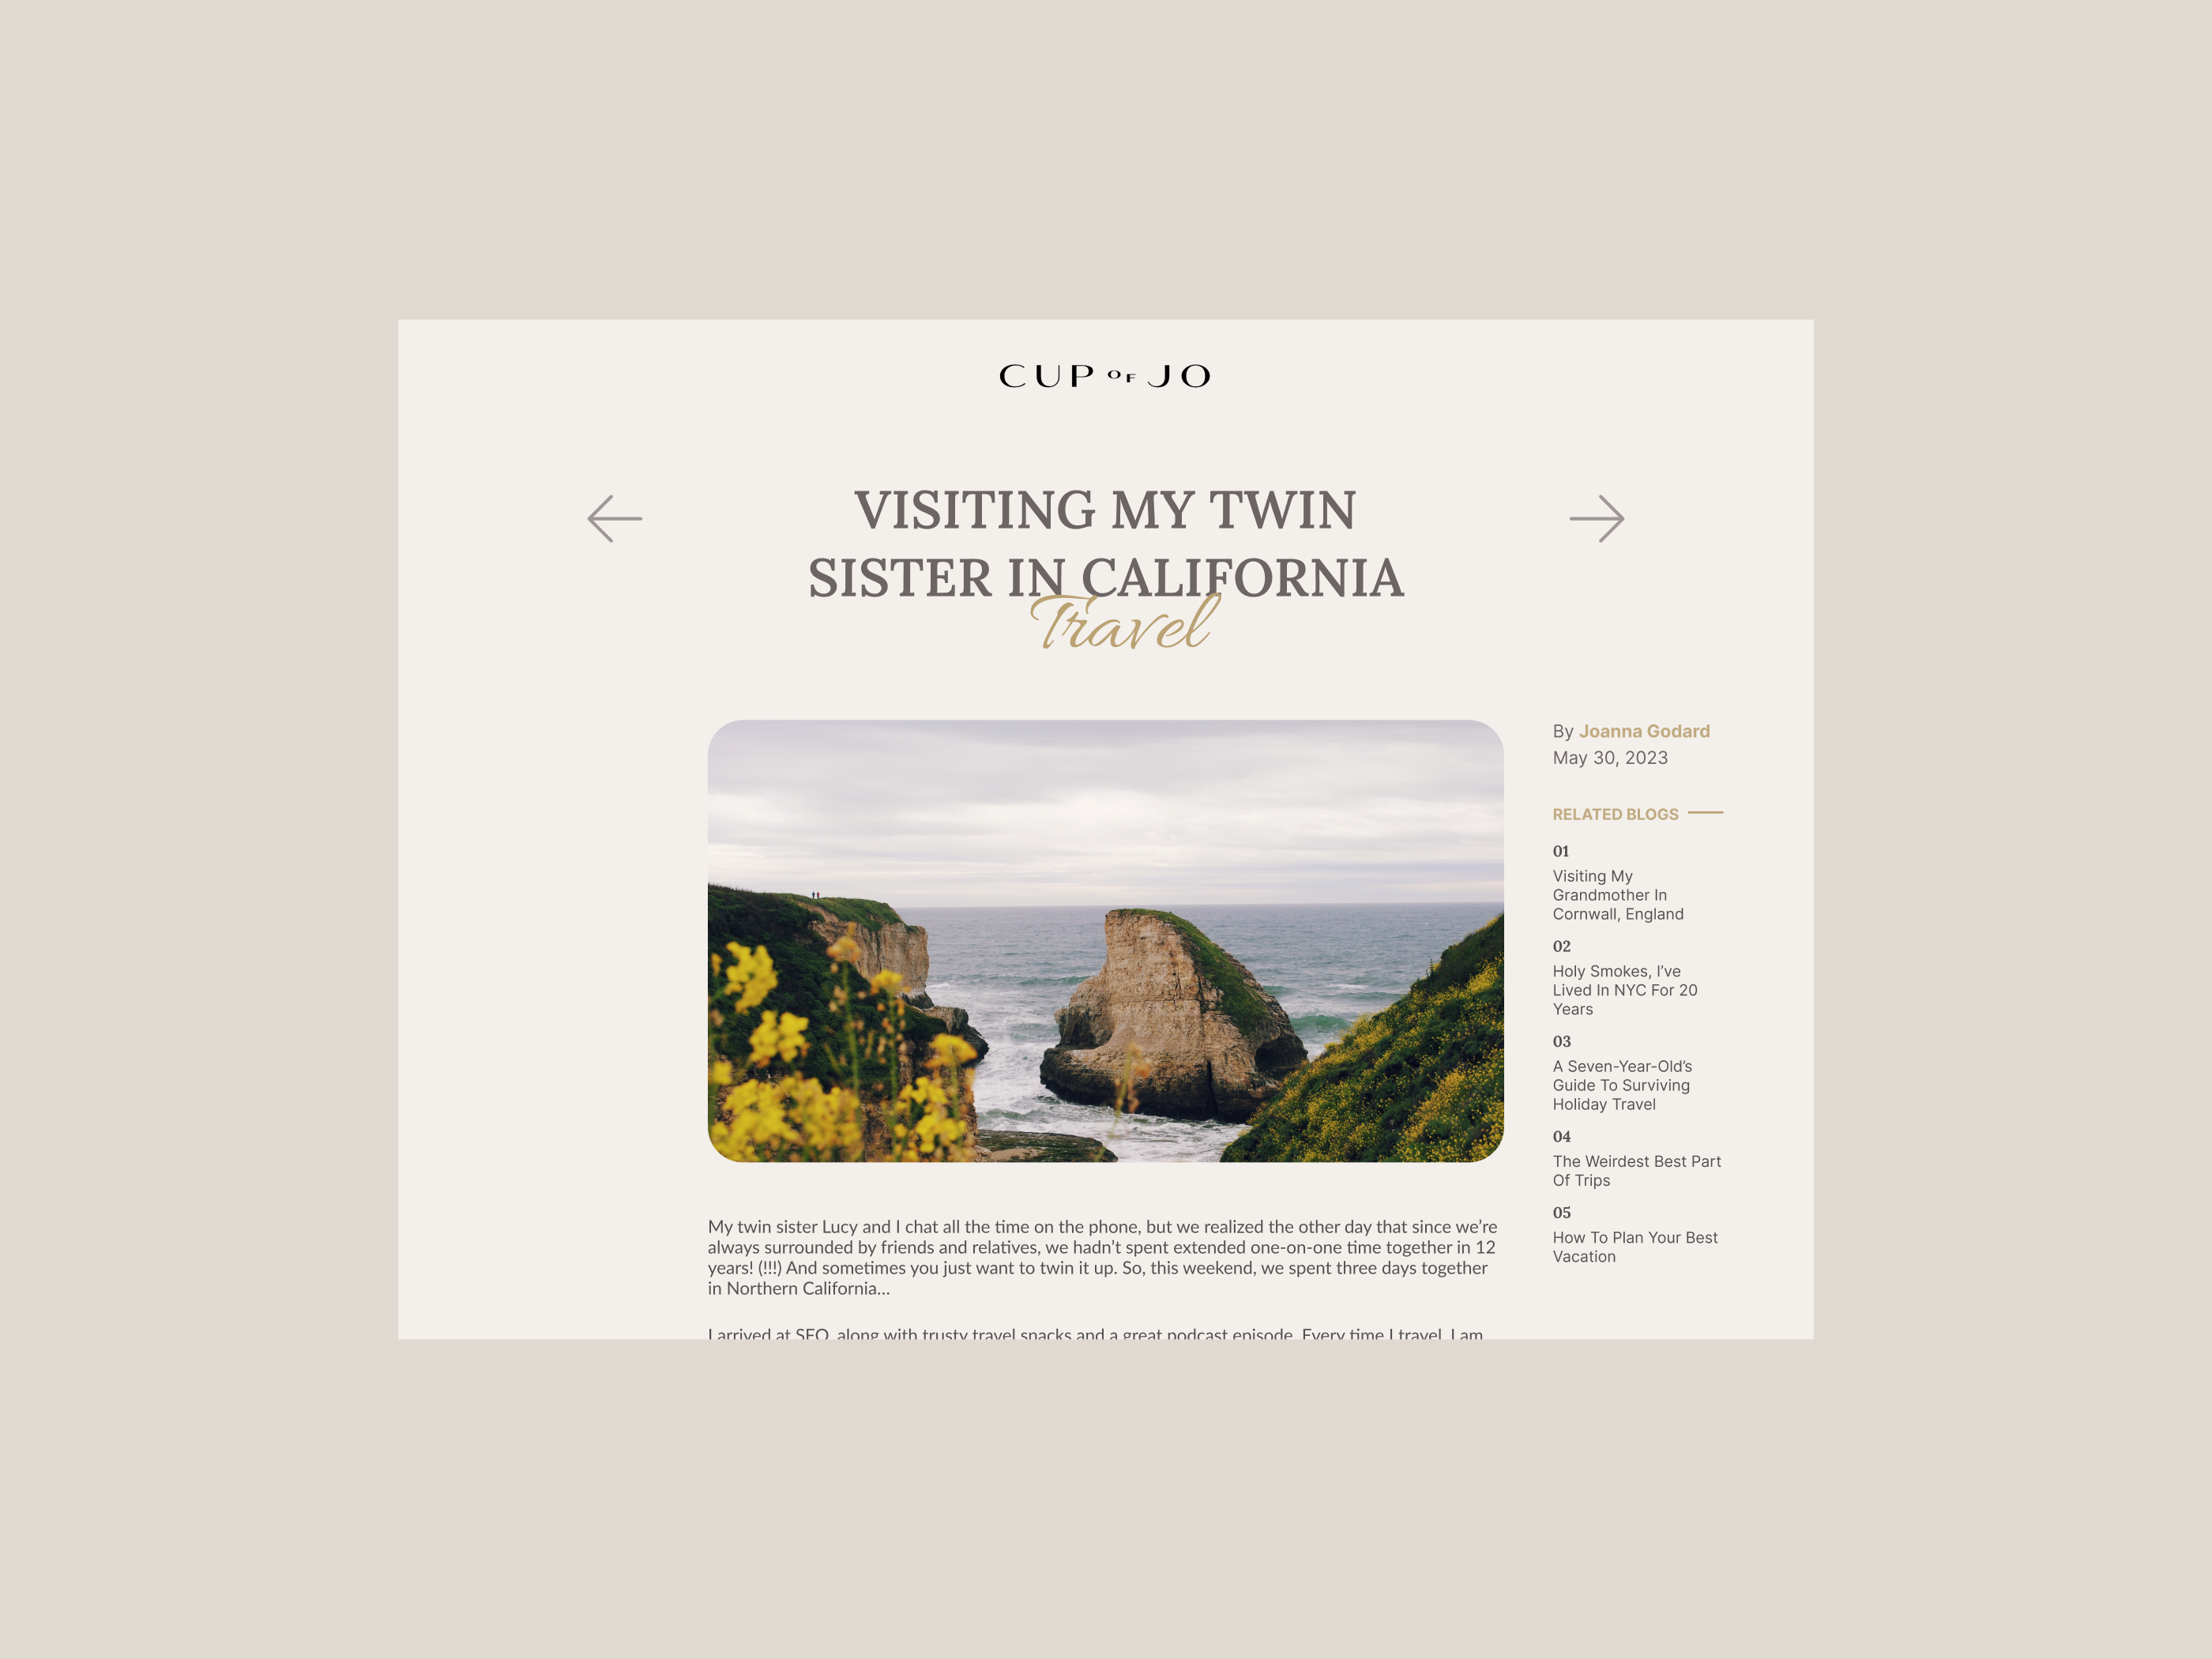 CUP OF JO
VISITING MY TWIN
SISTER IN CALIFORNIA
Travel
By Joanna Godard
May 30, 2023
RELATED BLOGS
01
Visiting My
Grandmother In
Cornwall, England
02
Holy Smokes, I’ve
Lived In NYC For 20
Years
03
A Seven-Year-Old’s
Guide To Surviving
Holiday Travel
04
The Weirdest Best Part
Of Trips
05
How To Plan Your Best
Vacation
My twin sister Lucy and I chat all the time on the phone, but we realized the other day that since we’re
always surrounded by friends and relatives, we hadn’t spent extended one-on-one time together in 12
years! (!!!) And sometimes you just want to twin it up. So, this weekend, we spent three days together
in Northern California…
I arrived at SFO, along with trusty travel snacks and a great podcast episode. Every time I travel, I am